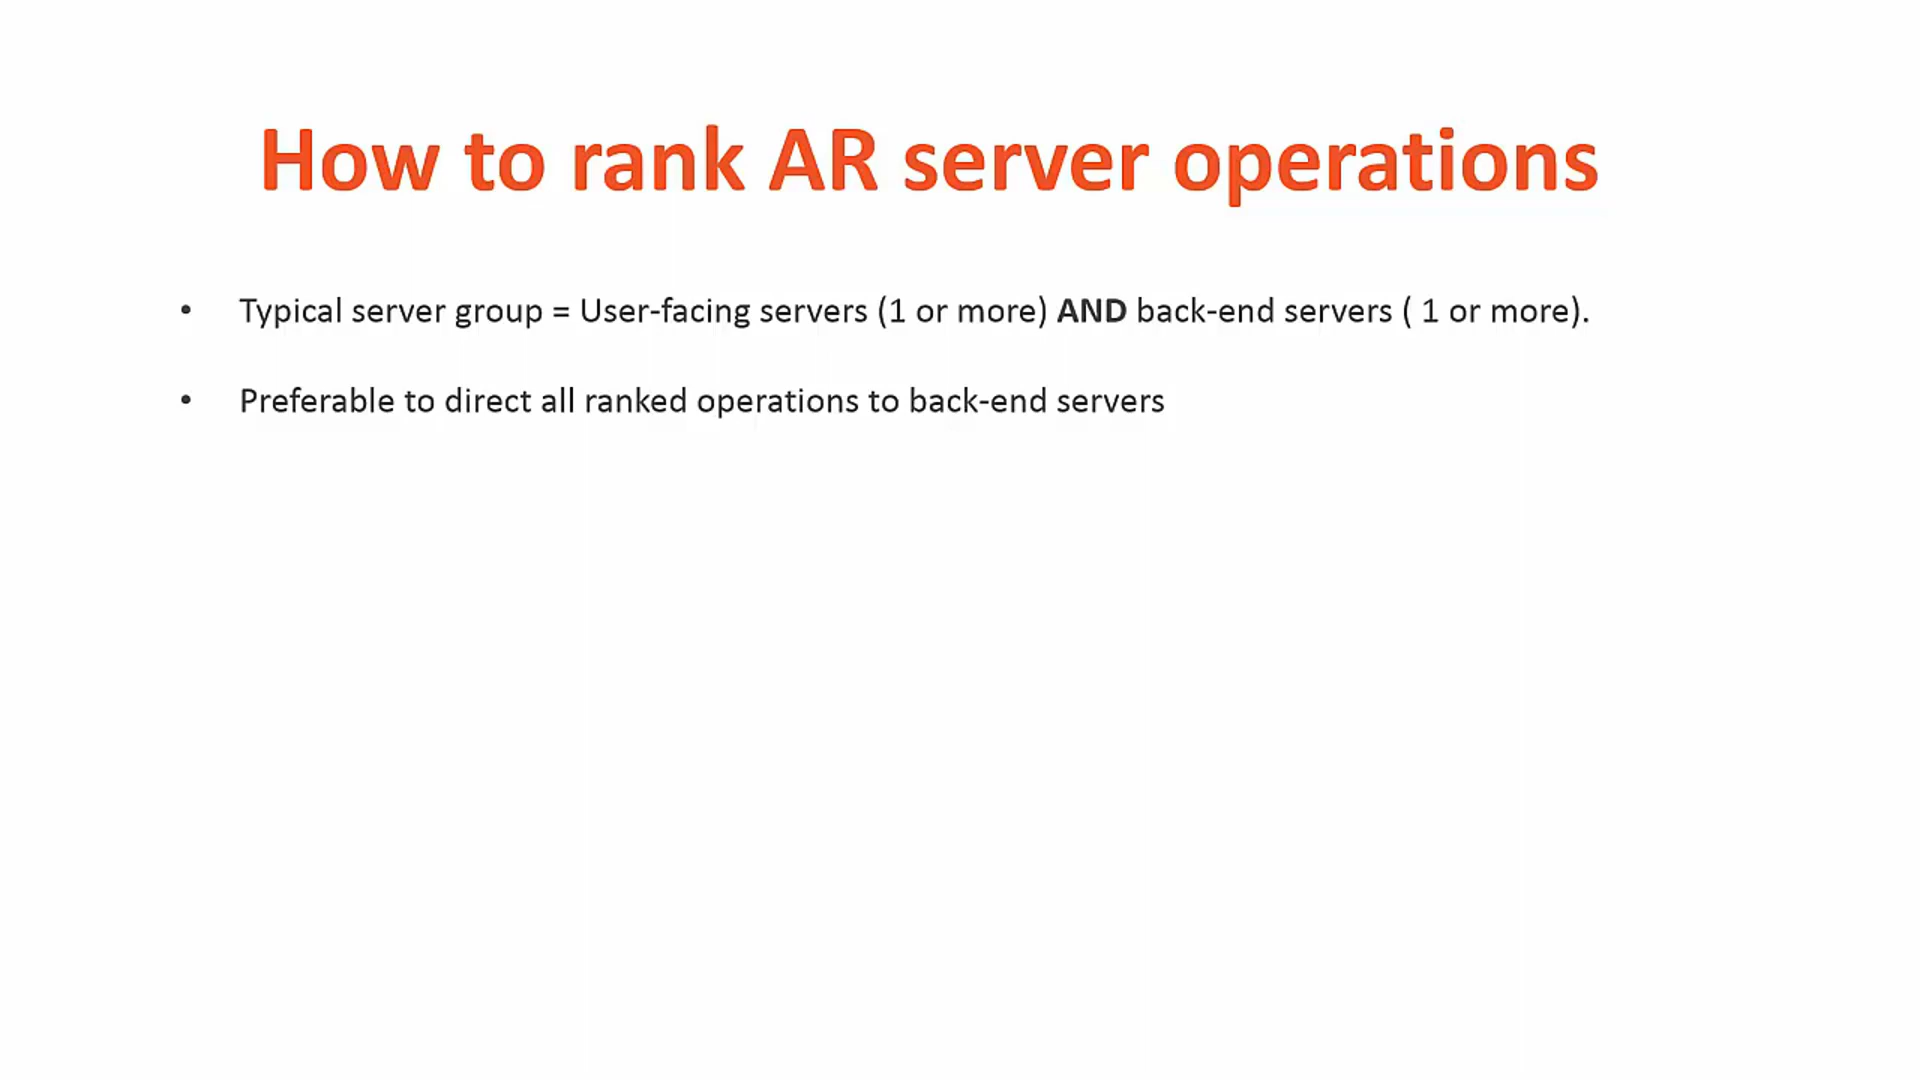 How to rank AR server operations
• Typical server group = User-facing servers (1 or more) AND back-end servers ( 1 or more).
• Preferable to direct all ranked operations to back-end servers